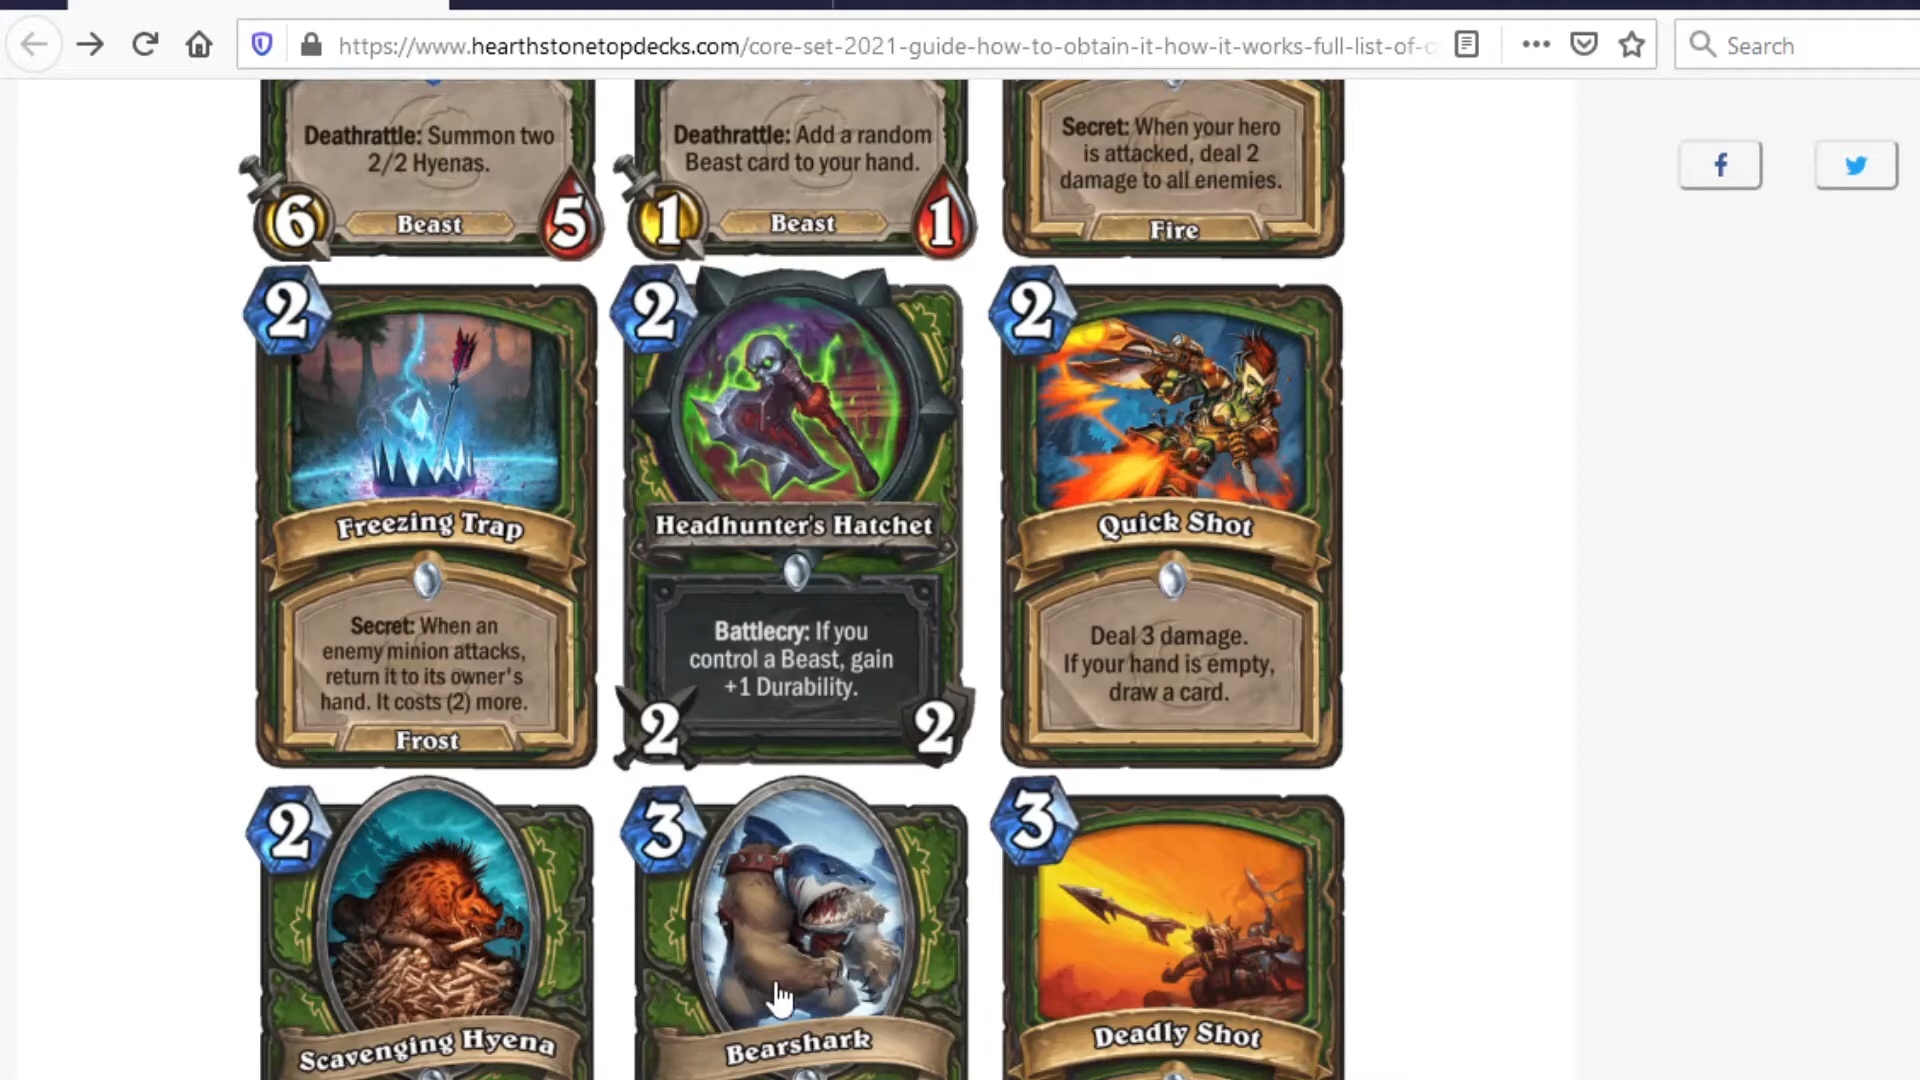 https://www.hearthstonetopdecks.com/core-set-2021-guide-how-to-obtain-it-how-it-works-full-list-of-c
Search
Deathrattle: Summon two
2/2 Hyenas.
6
Beast
5
Deathrattle: Add a random
Beast card to your hand.
1
Beast
1
Secret: When your hero
is attacked, deal 2
damage to all enemies.
Fire
2
Freezing Trap
Secret: When an
enemy minion attacks,
return it to its owner's
hand. It costs (2) more.
Frost
2
Headhunter's Hatchet
Battlecry: If you
control a Beast, gain
+1 Durability.
2
2
2
Quick Shot
Deal 3 damage.
If your hand is empty,
draw a card.
2
Scavenging Hyena
3
Bearshark
3
Deadly Shot